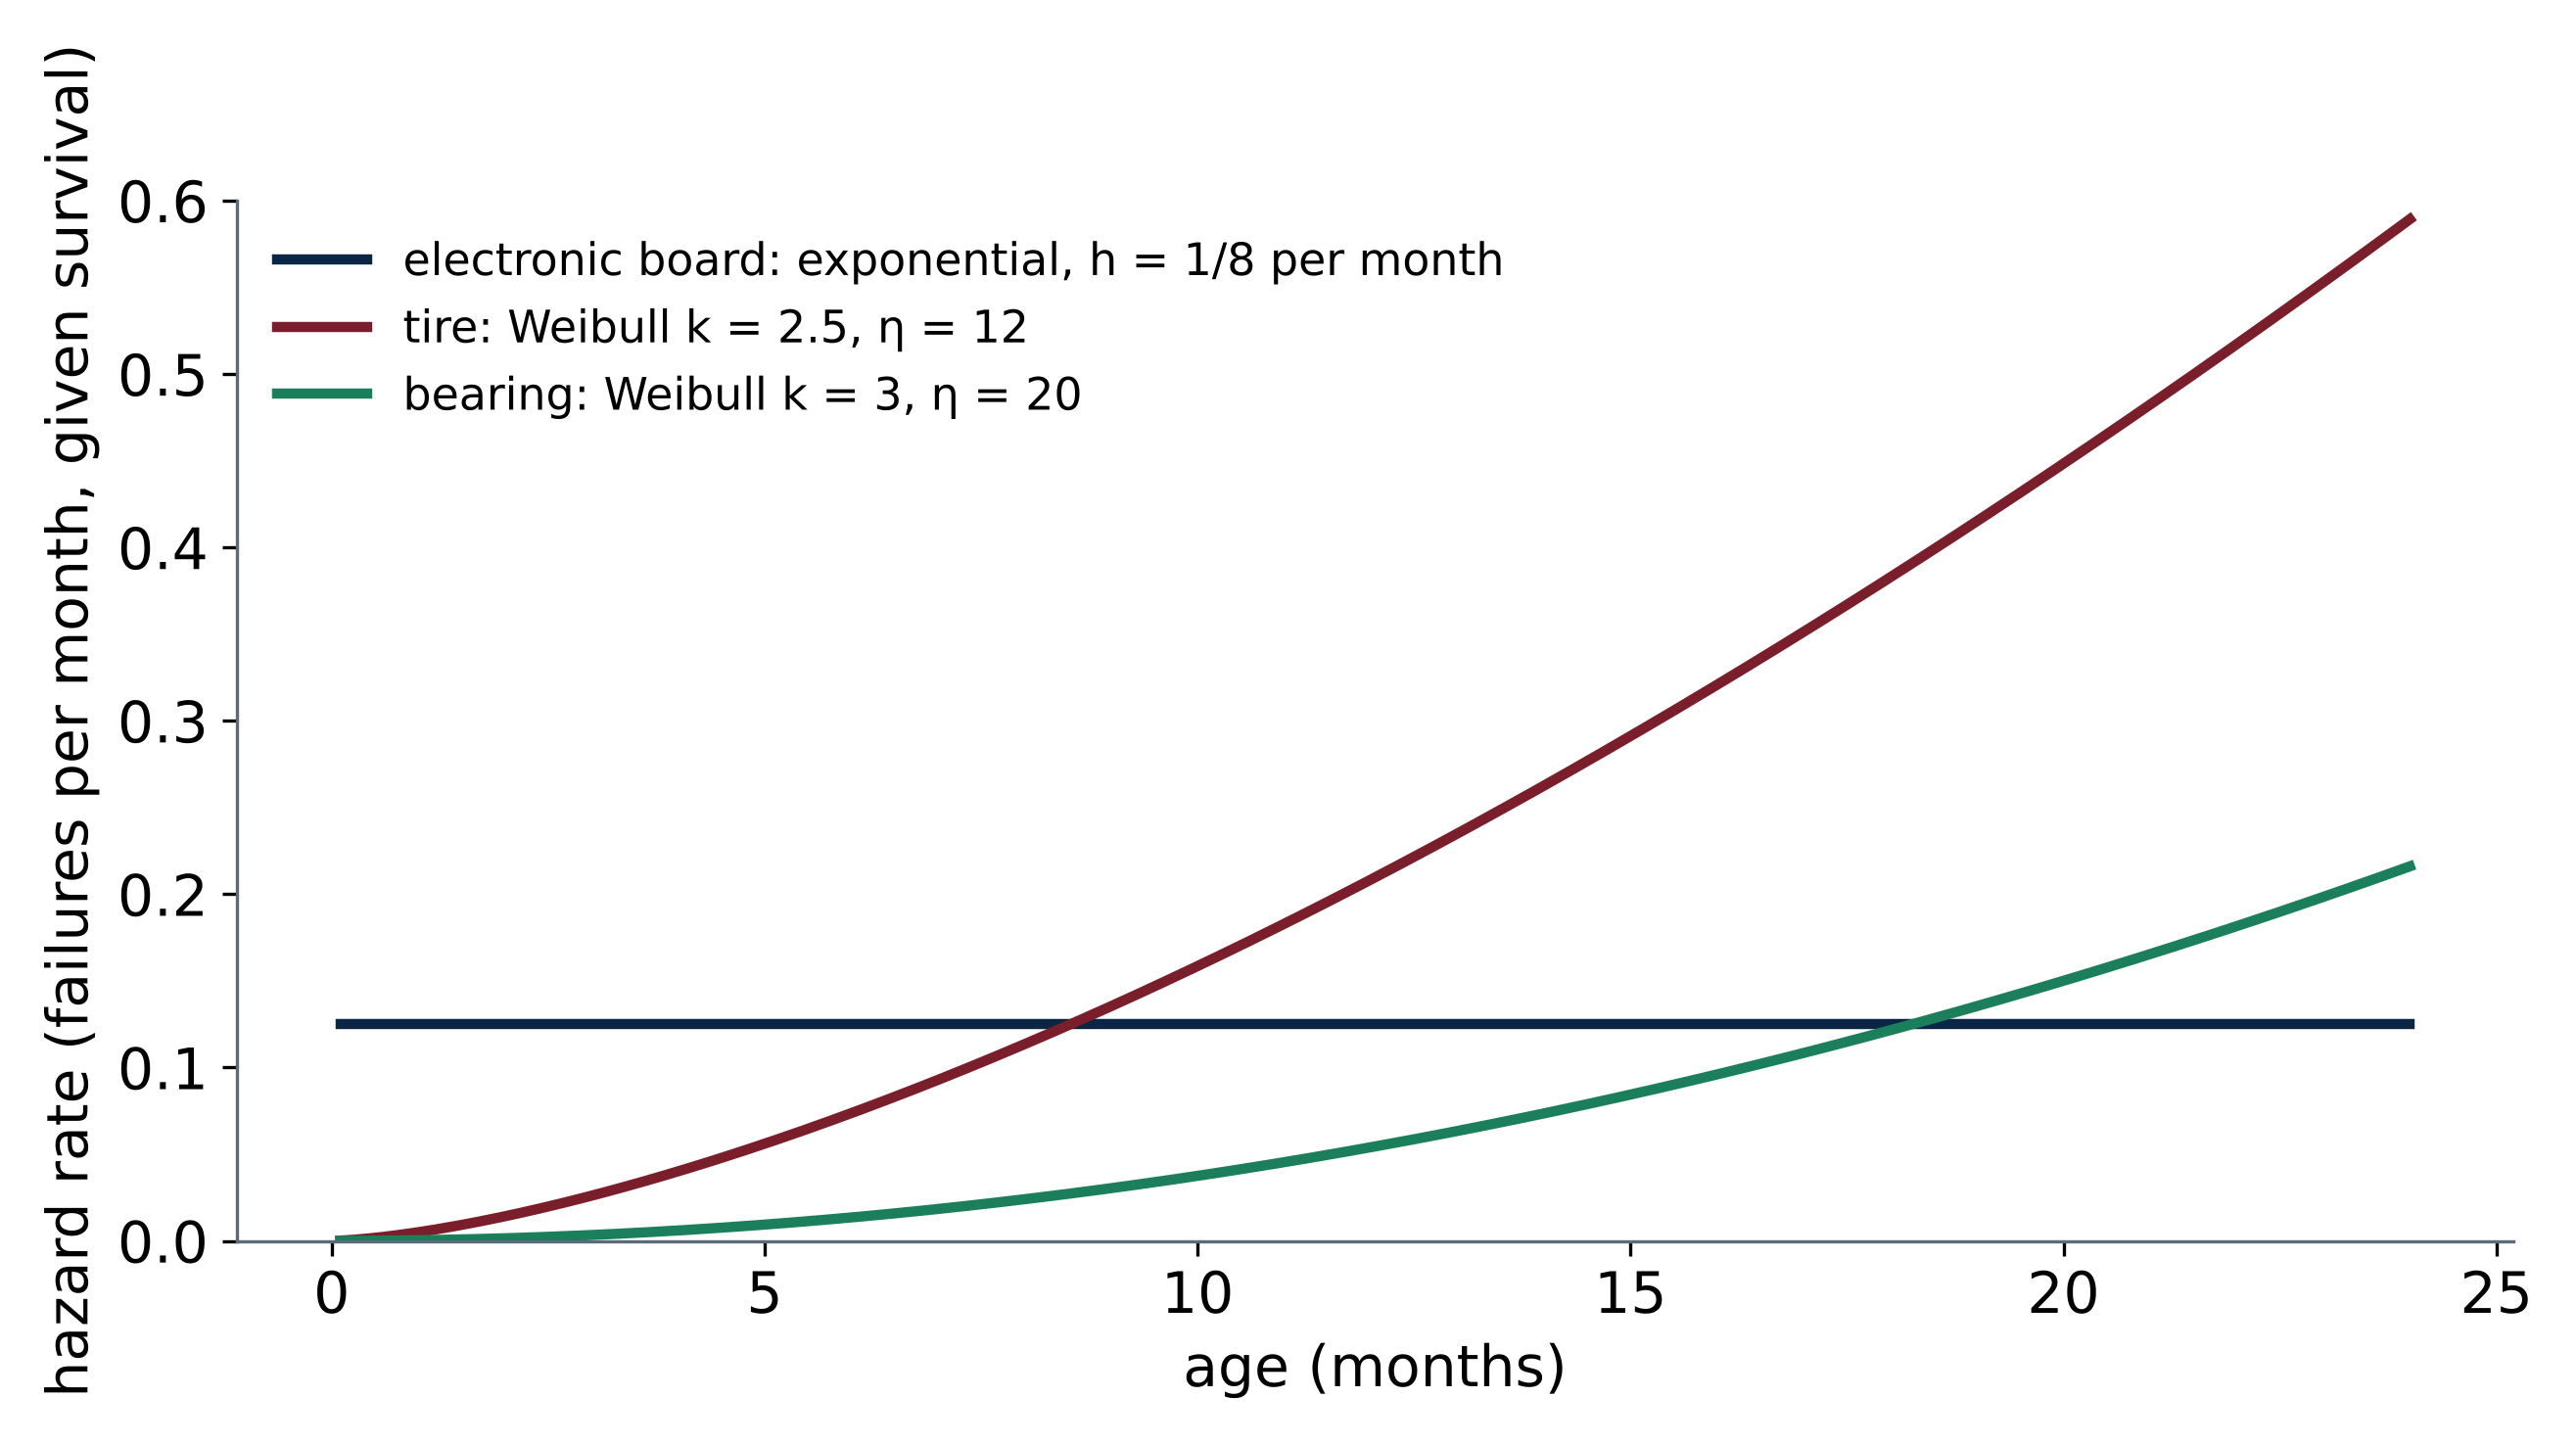 hazard rate (failures per month, given survival)
0.6
0.5
0.4
0.3
0.2
0.1
0.0
electronic board: exponential, h = 1/8 per month
tire: Weibull k = 2.5, η = 12
bearing: Weibull k = 3, η = 20
0 5 10 15 20 25
age (months)